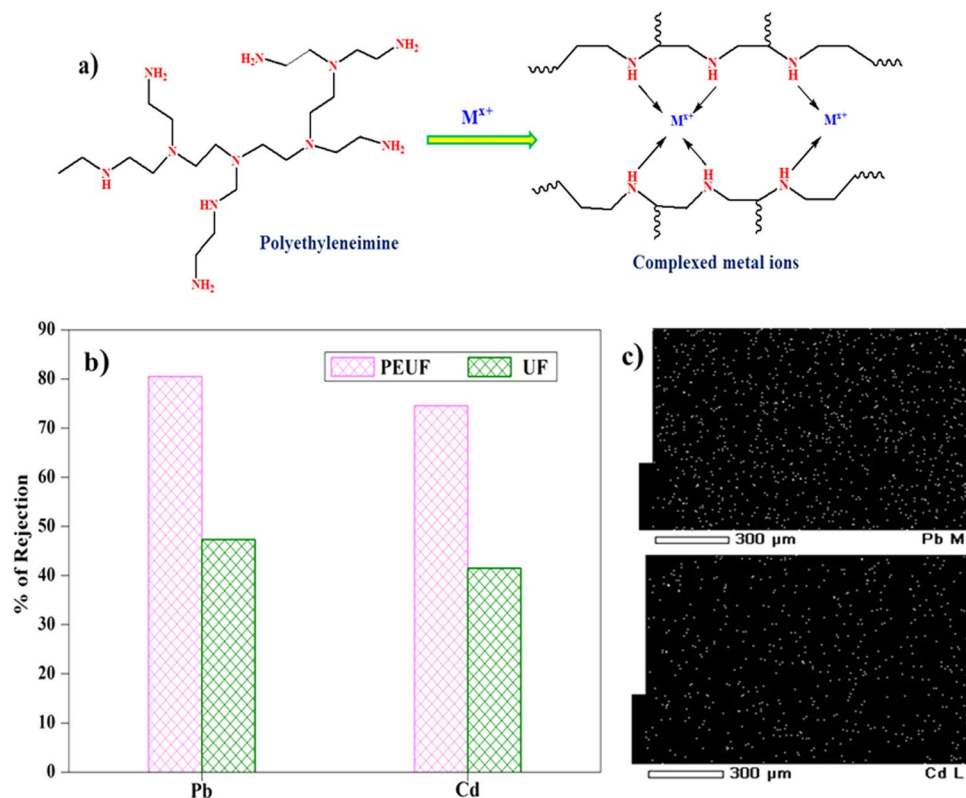 a)
H₂N
NH₂
NH₂
N
N
N
N
NH₂
N
H
HN
NH₂
Polyethyleneimine
Mˣ⁺
N
H
N
H
N
H
Mˣ⁺
Mˣ⁺
H
N
H
N
H
N
Complexed metal ions
b)
PEUF
UF
% of Rejection
90
80
70
60
50
40
30
20
10
0
Pb
Cd
c)
300 µm
Pb M
300 µm
Cd L